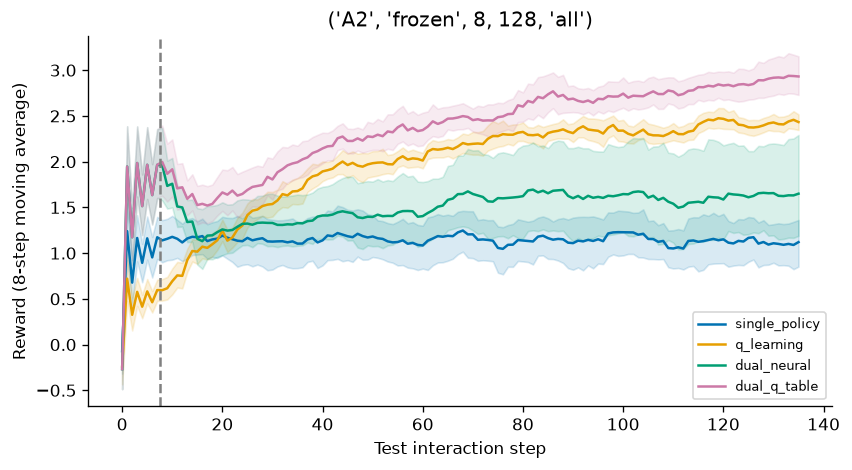 ('A2', 'frozen', 8, 128, 'all')
Reward (8-step moving average)
3.0
2.5
2.0
1.5
1.0
0.5
0.0
−0.5
single_policy
q_learning
dual_neural
dual_q_table
0 20 40 60 80 100 120 140
Test interaction step